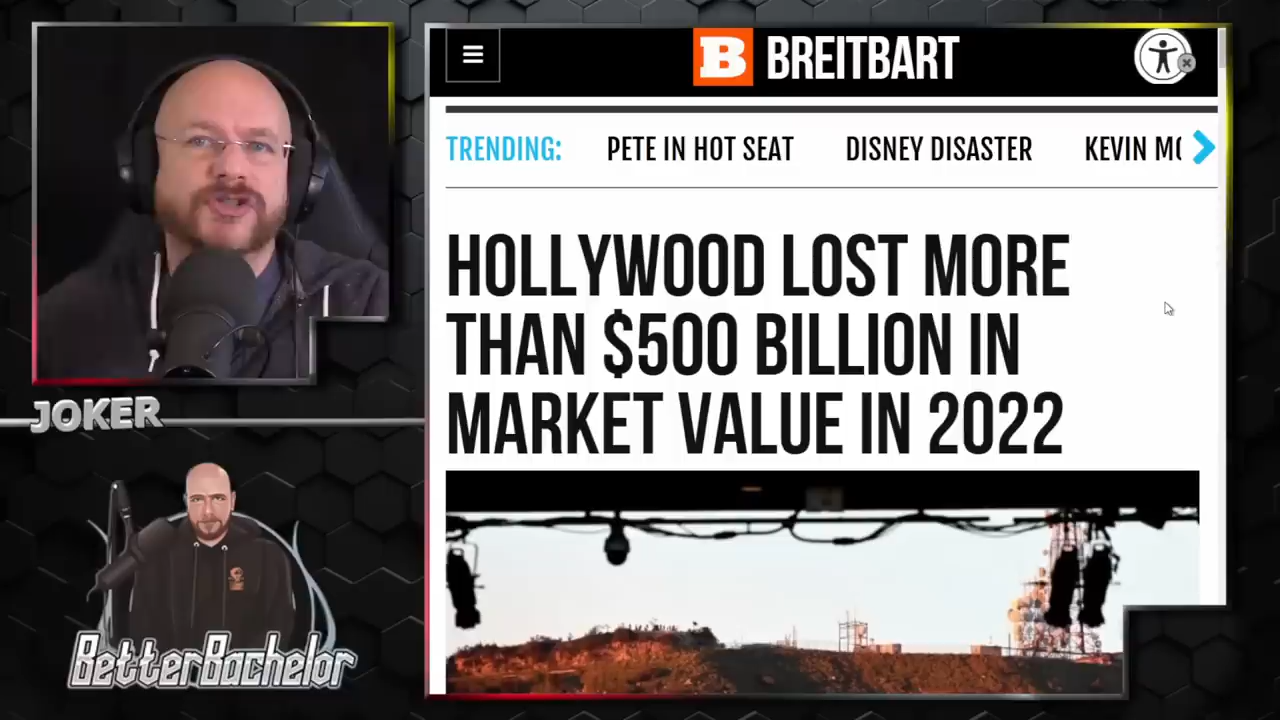 B BREITBART
TRENDING: PETE IN HOT SEAT DISNEY DISASTER KEVIN MC
HOLLYWOOD LOST MORE
THAN $500 BILLION IN
MARKET VALUE IN 2022
JOKER
BetterBachelor